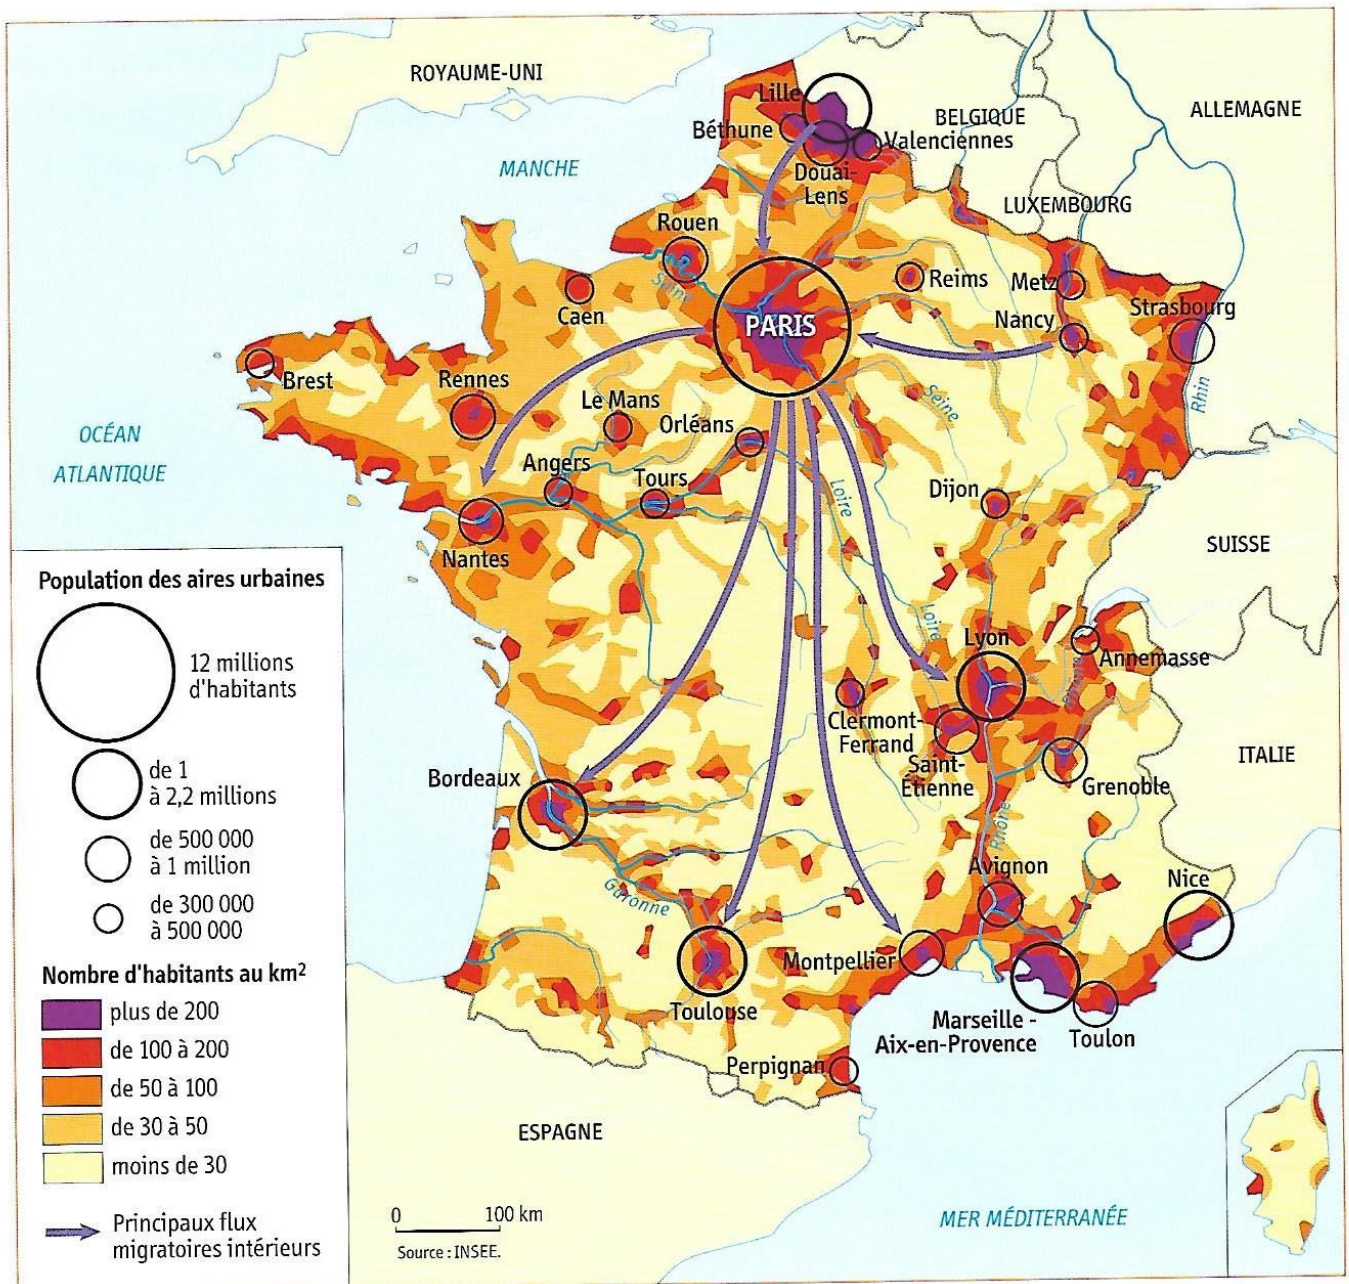 ROYAUME-UNI
MANCHE
ALLEMAGNE
BELGIQUE
LUXEMBOURG
Lille
Béthune
Valenciennes
Douai-
Lens
Rouen
Seine
Caen
PARIS
Reims
Metz
Nancy
Strasbourg
Rhin
Brest
Rennes
Le Mans
Orléans
Seine
OCÉAN
ATLANTIQUE
Angers
Tours
Loire
Dijon
Nantes
SUISSE
Loire
Lyon
Annemasse
Rhône
Clermont-
Ferrand
Saint-
Étienne
Grenoble
ITALIE
Bordeaux
Rhône
Garonne
Avignon
Nice
Montpellier
Toulouse
Marseille -
Aix-en-Provence
Toulon
Perpignan
ESPAGNE
MER MÉDITERRANÉE
Population des aires urbaines
12 millions
d'habitants
de 1
à 2,2 millions
de 500 000
à 1 million
de 300 000
à 500 000
Nombre d'habitants au km²
plus de 200
de 100 à 200
de 50 à 100
de 30 à 50
moins de 30
Principaux flux
migratoires intérieurs
0 100 km
Source : INSEE.